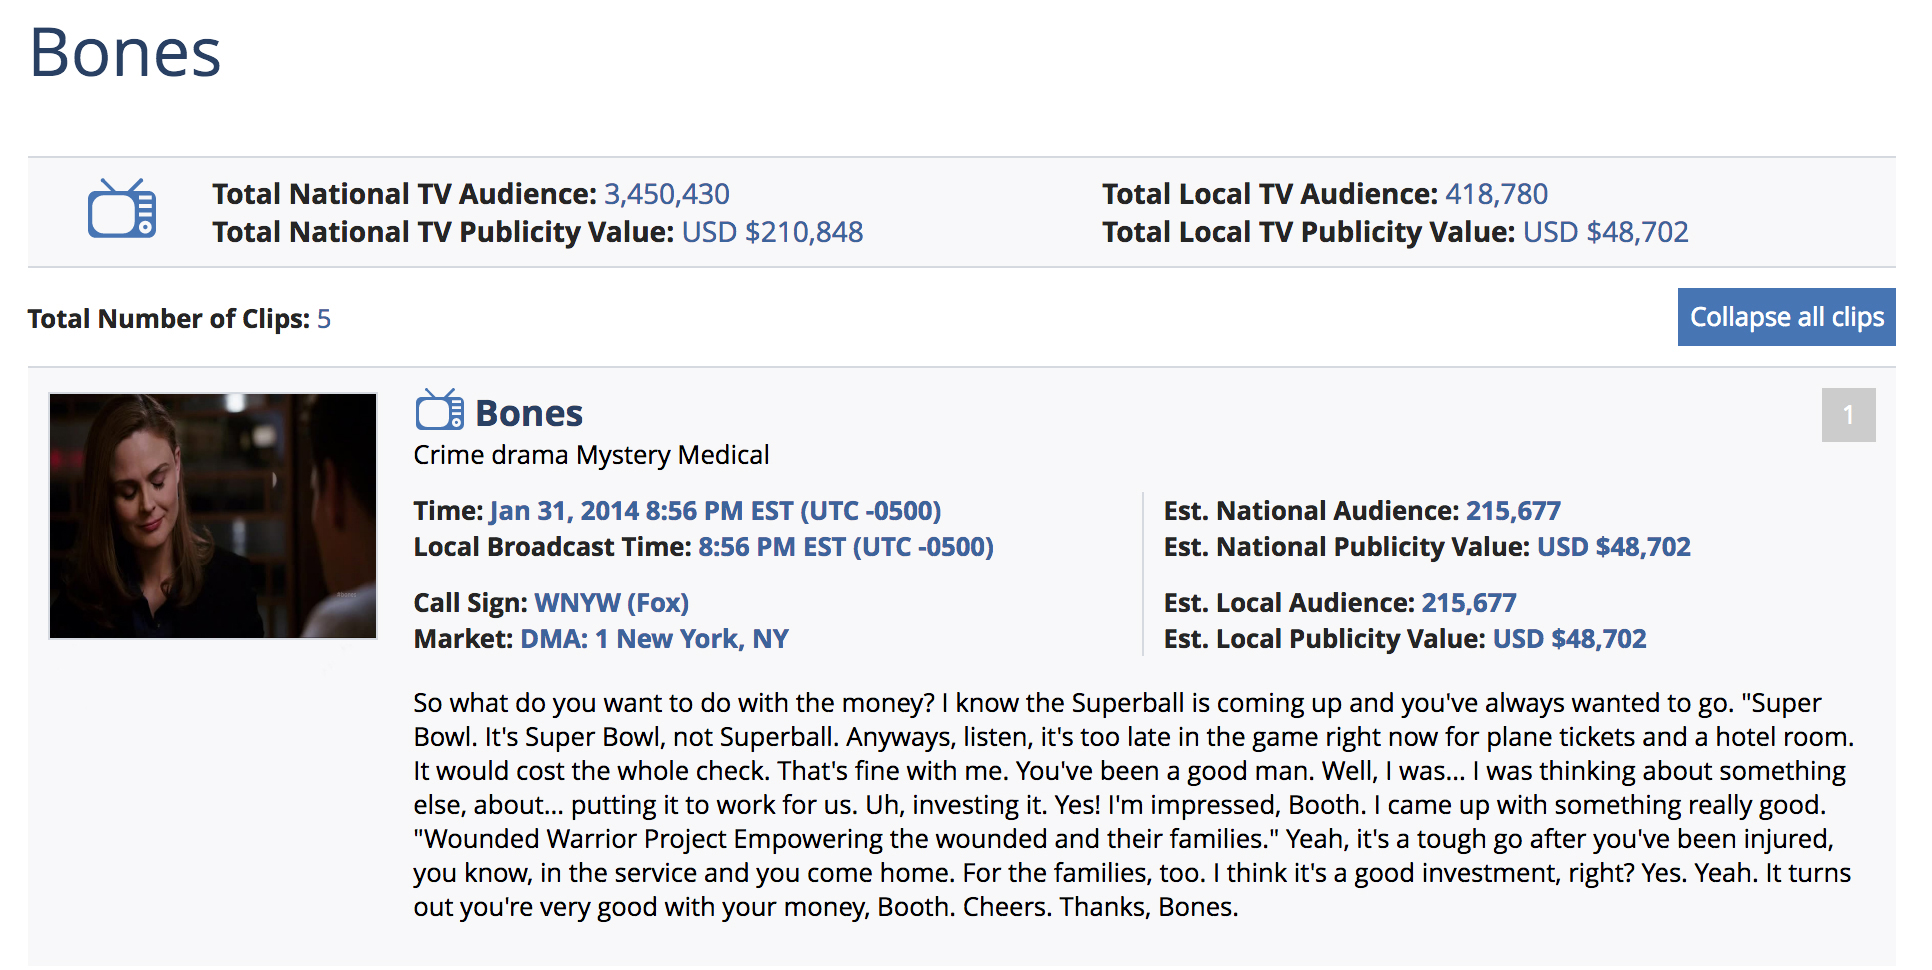 Bones
Total National TV Audience: 3,450,430
Total National TV Publicity Value: USD $210,848
Total Local TV Audience: 418,780
Total Local TV Publicity Value: USD $48,702
Total Number of Clips: 5
Collapse all clips
Bones
1
Crime drama Mystery Medical
Time: Jan 31, 2014 8:56 PM EST (UTC -0500)
Local Broadcast Time: 8:56 PM EST (UTC -0500)
Call Sign: WNYW (Fox)
Market: DMA: 1 New York, NY
Est. National Audience: 215,677
Est. National Publicity Value: USD $48,702
Est. Local Audience: 215,677
Est. Local Publicity Value: USD $48,702
So what do you want to do with the money? I know the Superball is coming up and you've always wanted to go. "Super
Bowl. It's Super Bowl, not Superball. Anyways, listen, it's too late in the game right now for plane tickets and a hotel room.
It would cost the whole check. That's fine with me. You've been a good man. Well, I was... I was thinking about something
else, about... putting it to work for us. Uh, investing it. Yes! I'm impressed, Booth. I came up with something really good.
"Wounded Warrior Project Empowering the wounded and their families." Yeah, it's a tough go after you've been injured,
you know, in the service and you come home. For the families, too. I think it's a good investment, right? Yes. Yeah. It turns
out you're very good with your money, Booth. Cheers. Thanks, Bones.